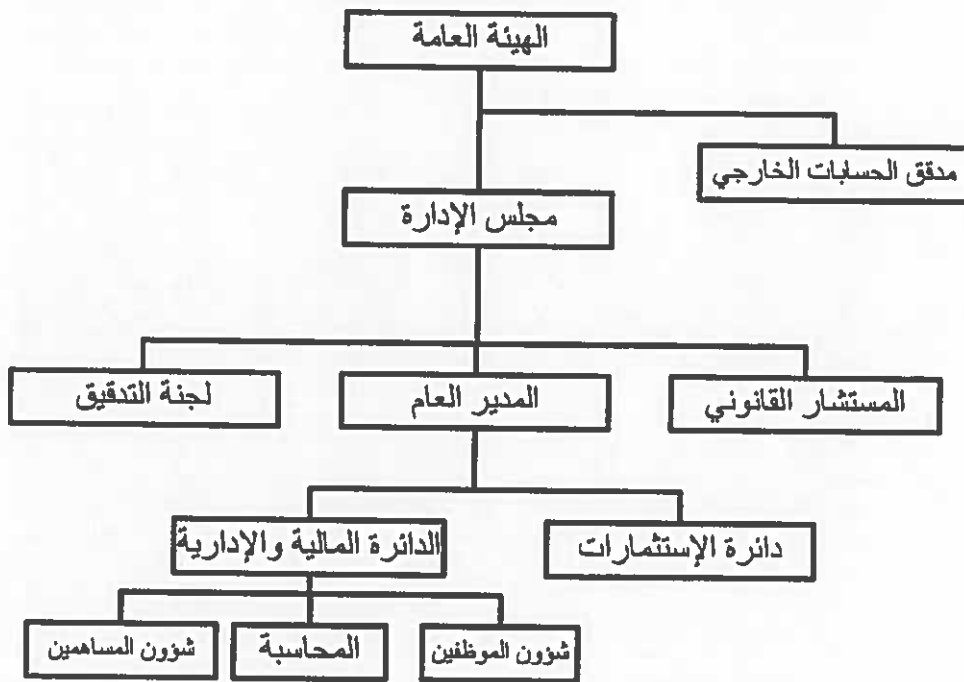 الهيئة العامة
مدقق الحسابات الخارجي
مجلس الإدارة
المستشار القانوني
المدير العام
لجنة التدقيق
دائرة الإستثمارات
الدائرة المالية والإدارية
شؤون الموظفين
المحاسبة
شؤون المساهمين